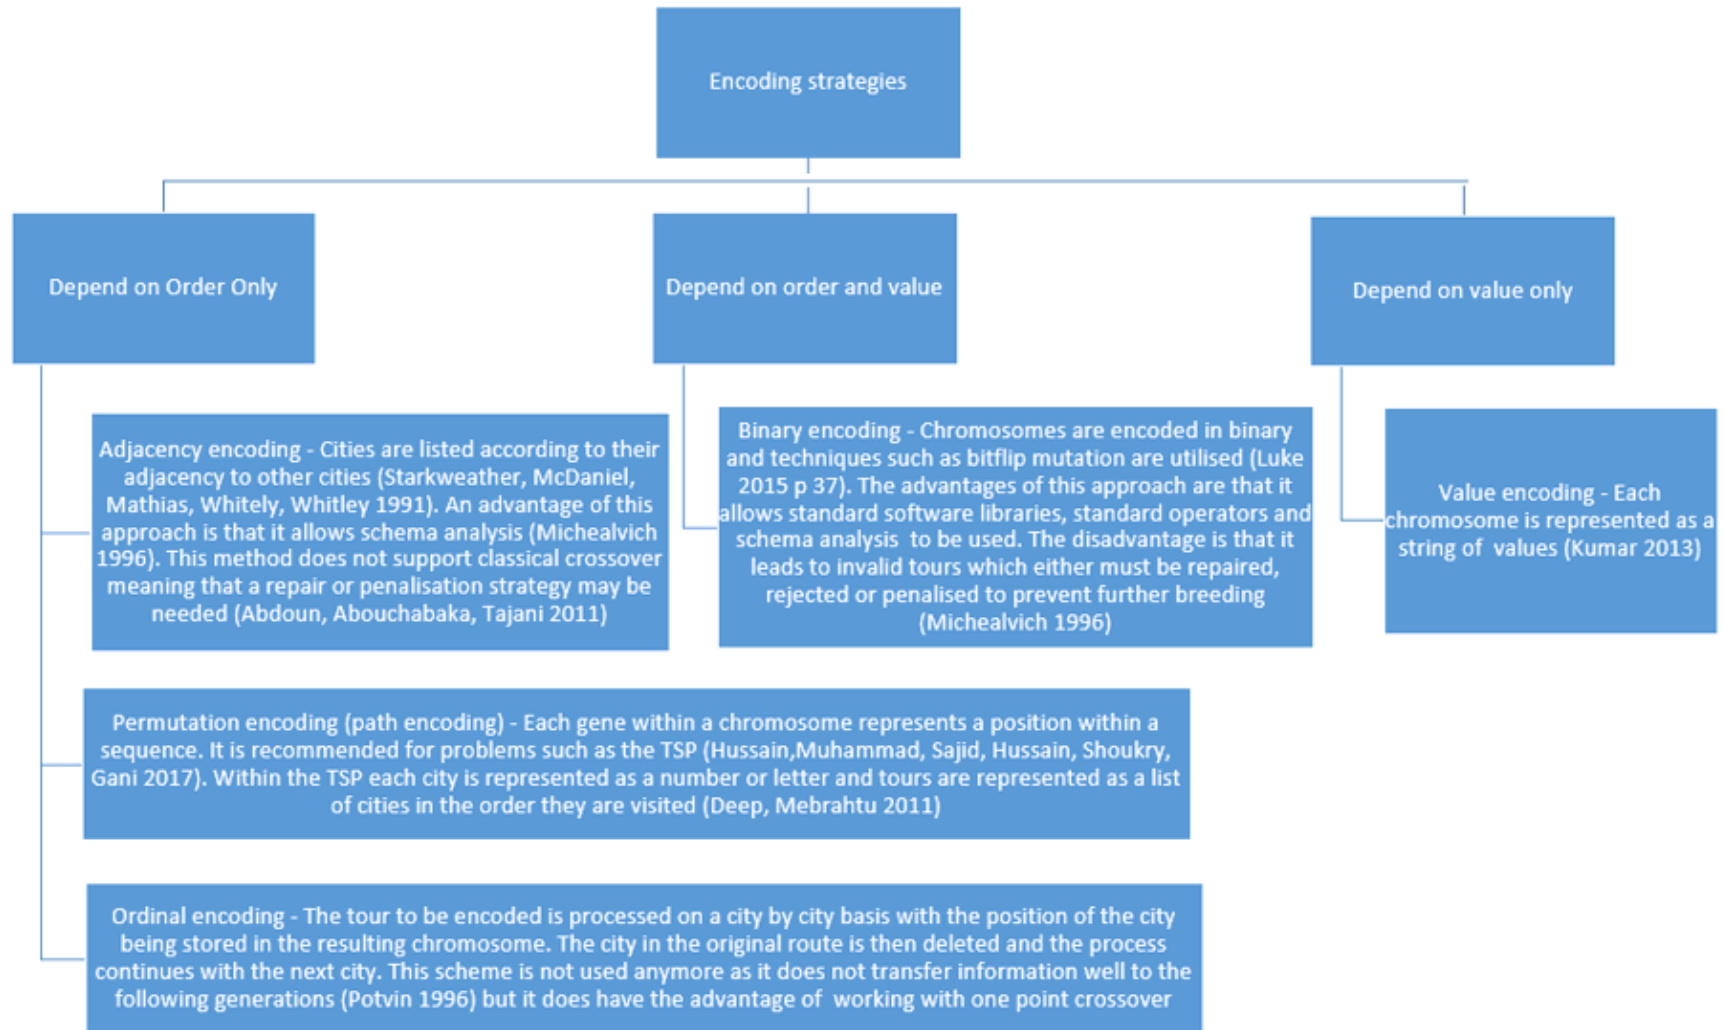 Encoding strategies
Depend on Order Only
Depend on order and value
Depend on value only
Adjacency encoding - Cities are listed according to their
adjacency to other cities (Starkweather, McDaniel,
Mathias, Whitely, Whitley 1991). An advantage of this
approach is that it allows schema analysis (Michealvich
1996). This method does not support classical crossover
meaning that a repair or penalisation strategy may be
needed (Abdoun, Abouchabaka, Tajani 2011)
Binary encoding - Chromosomes are encoded in binary
and techniques such as bitflip mutation are utilised (Luke
2015 p 37). The advantages of this approach are that it
allows standard software libraries, standard operators and
schema analysis  to be used. The disadvantage is that it
leads to invalid tours which either must be repaired,
rejected or penalised to prevent further breeding
(Michealvich 1996)
Value encoding - Each
chromosome is represented as a
string of  values (Kumar 2013)
Permutation encoding (path encoding) - Each gene within a chromosome represents a position within a
sequence. It is recommended for problems such as the TSP (Hussain,Muhammad, Sajid, Hussain, Shoukry,
Gani 2017). Within the TSP each city is represented as a number or letter and tours are represented as a list
of cities in the order they are visited (Deep, Mebrahtu 2011)
Ordinal encoding - The tour to be encoded is processed on a city by city basis with the position of the city
being stored in the resulting chromosome. The city in the original route is then deleted and the process
continues with the next city. This scheme is not used anymore as it does not transfer information well to the
following generations (Potvin 1996) but it does have the advantage of  working with one point crossover